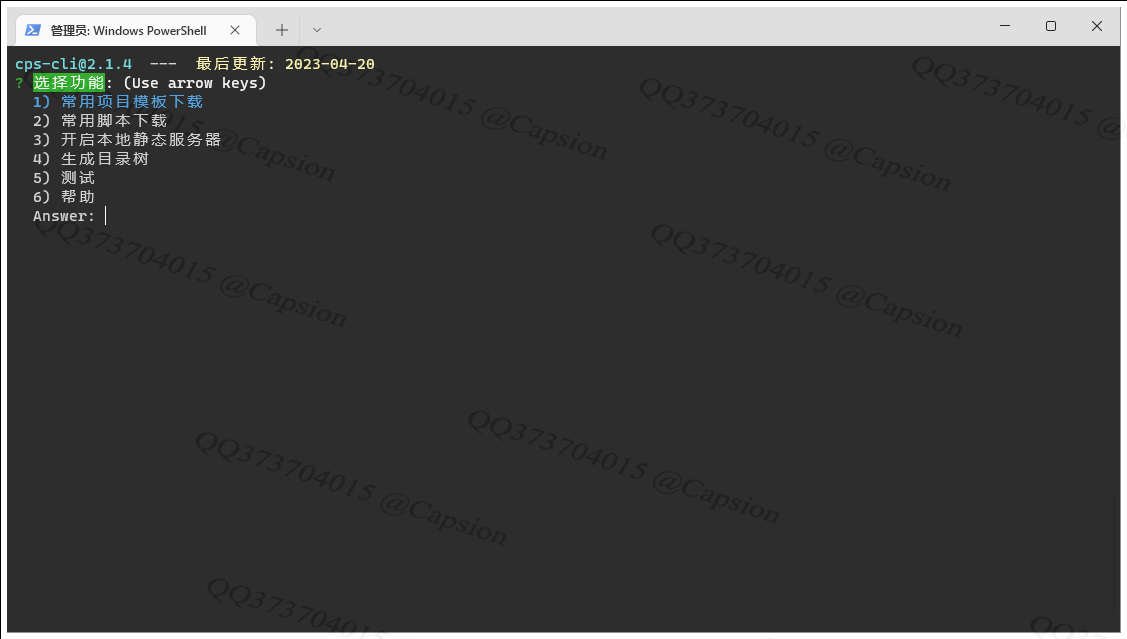 管理员: Windows PowerShell
cps-cli@2.1.4 --- 最后更新: 2023-04-20
? 选择功能: (Use arrow keys)
1) 常用项目模板下载
2) 常用脚本下载
3) 开启本地静态服务器
4) 生成目录树
5) 测试
6) 帮助
Answer:
QQ373704015 @Capsion
QQ373704015 @Capsion
QQ373704015 @
@Capsion
QQ373704015 @Capsion
QQ373704015 @Capsion
QQ373704015 @Capsion
QQ373704015 @Capsion
QQ373704015
QQ